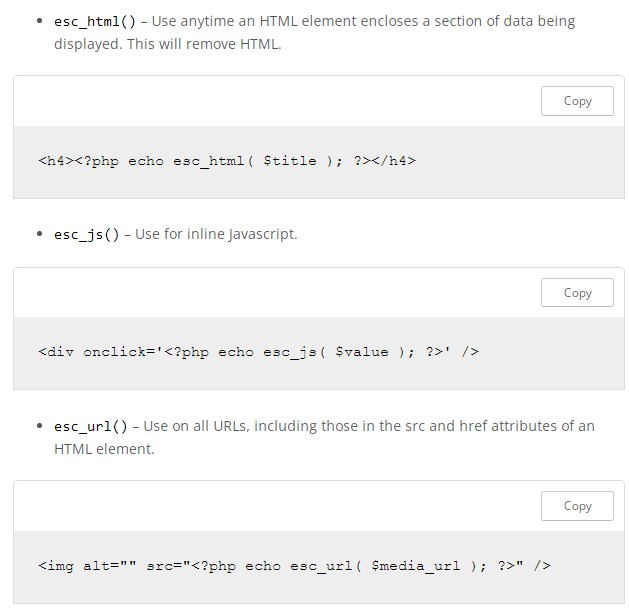 esc_html() – Use anytime an HTML element encloses a section of data being
displayed. This will remove HTML.
Copy
<h4><?php echo esc_html( $title ); ?></h4>
esc_js() – Use for inline Javascript.
Copy
<div onclick='<?php echo esc_js( $value ); ?>' />
esc_url() – Use on all URLs, including those in the src and href attributes of an
HTML element.
Copy
<img alt="" src="<?php echo esc_url( $media_url ); ?>" />